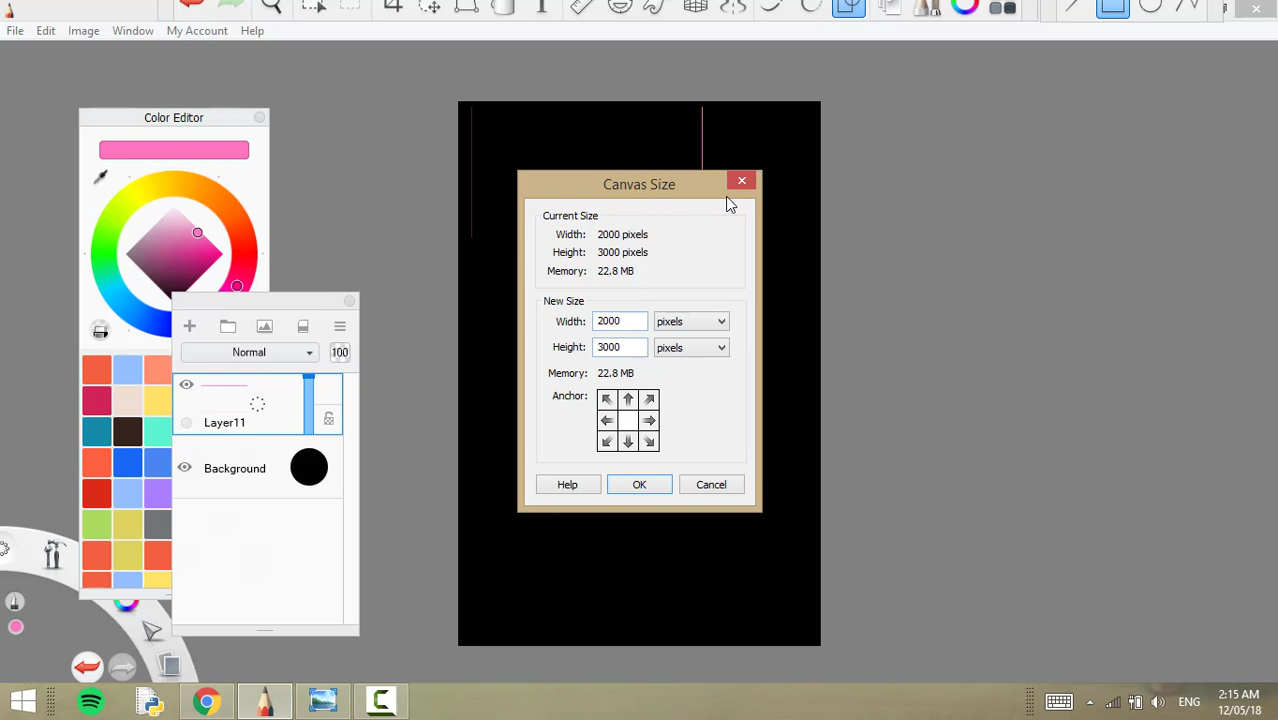 File Edit Image Window My Account Help
Color Editor
Canvas Size
Current Size
Width: 2000 pixels
Height: 3000 pixels
Memory: 22.8 MB
New Size
Width: 2000 pixels
Height: 3000 pixels
Memory: 22.8 MB
Anchor:
Help OK Cancel
Normal 100
Layer11
Background
ENG
2:15 AM
12/05/18